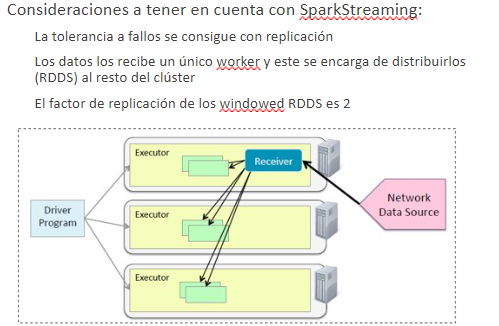 Consideraciones a tener en cuenta con SparkStreaming:
La tolerancia a fallos se consigue con replicación
Los datos los recibe un único worker y este se encarga de distribuirlos
(RDDS) al resto del clúster
El factor de replicación de los windowed RDDS es 2
Executor
Receiver
Network
Data Source
Driver
Program
Executor
Executor